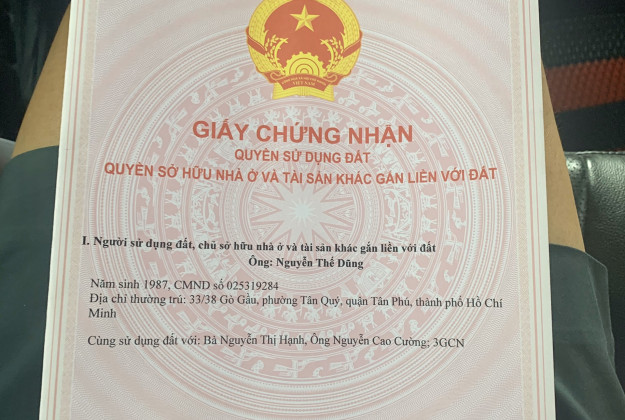 GIẤY CHỨNG NHẬN
QUYỀN SỬ DỤNG ĐẤT
QUYỀN SỞ HỮU NHÀ Ở VÀ TÀI SẢN KHÁC GẮN LIỀN VỚI ĐẤT
I. Người sử dụng đất, chủ sở hữu nhà ở và tài sản khác gắn liền với đất
Ông: Nguyễn Thế Dũng
Năm sinh 1987, CMND số 025319284
Địa chỉ thường trú: 33/38 Gò Gầu, phường Tân Quý, quận Tân Phú, thành phố Hồ Chí
Minh
Cùng sử dụng đất với: Bà Nguyễn Thị Hạnh, Ông Nguyễn Cao Cường; 3GCN